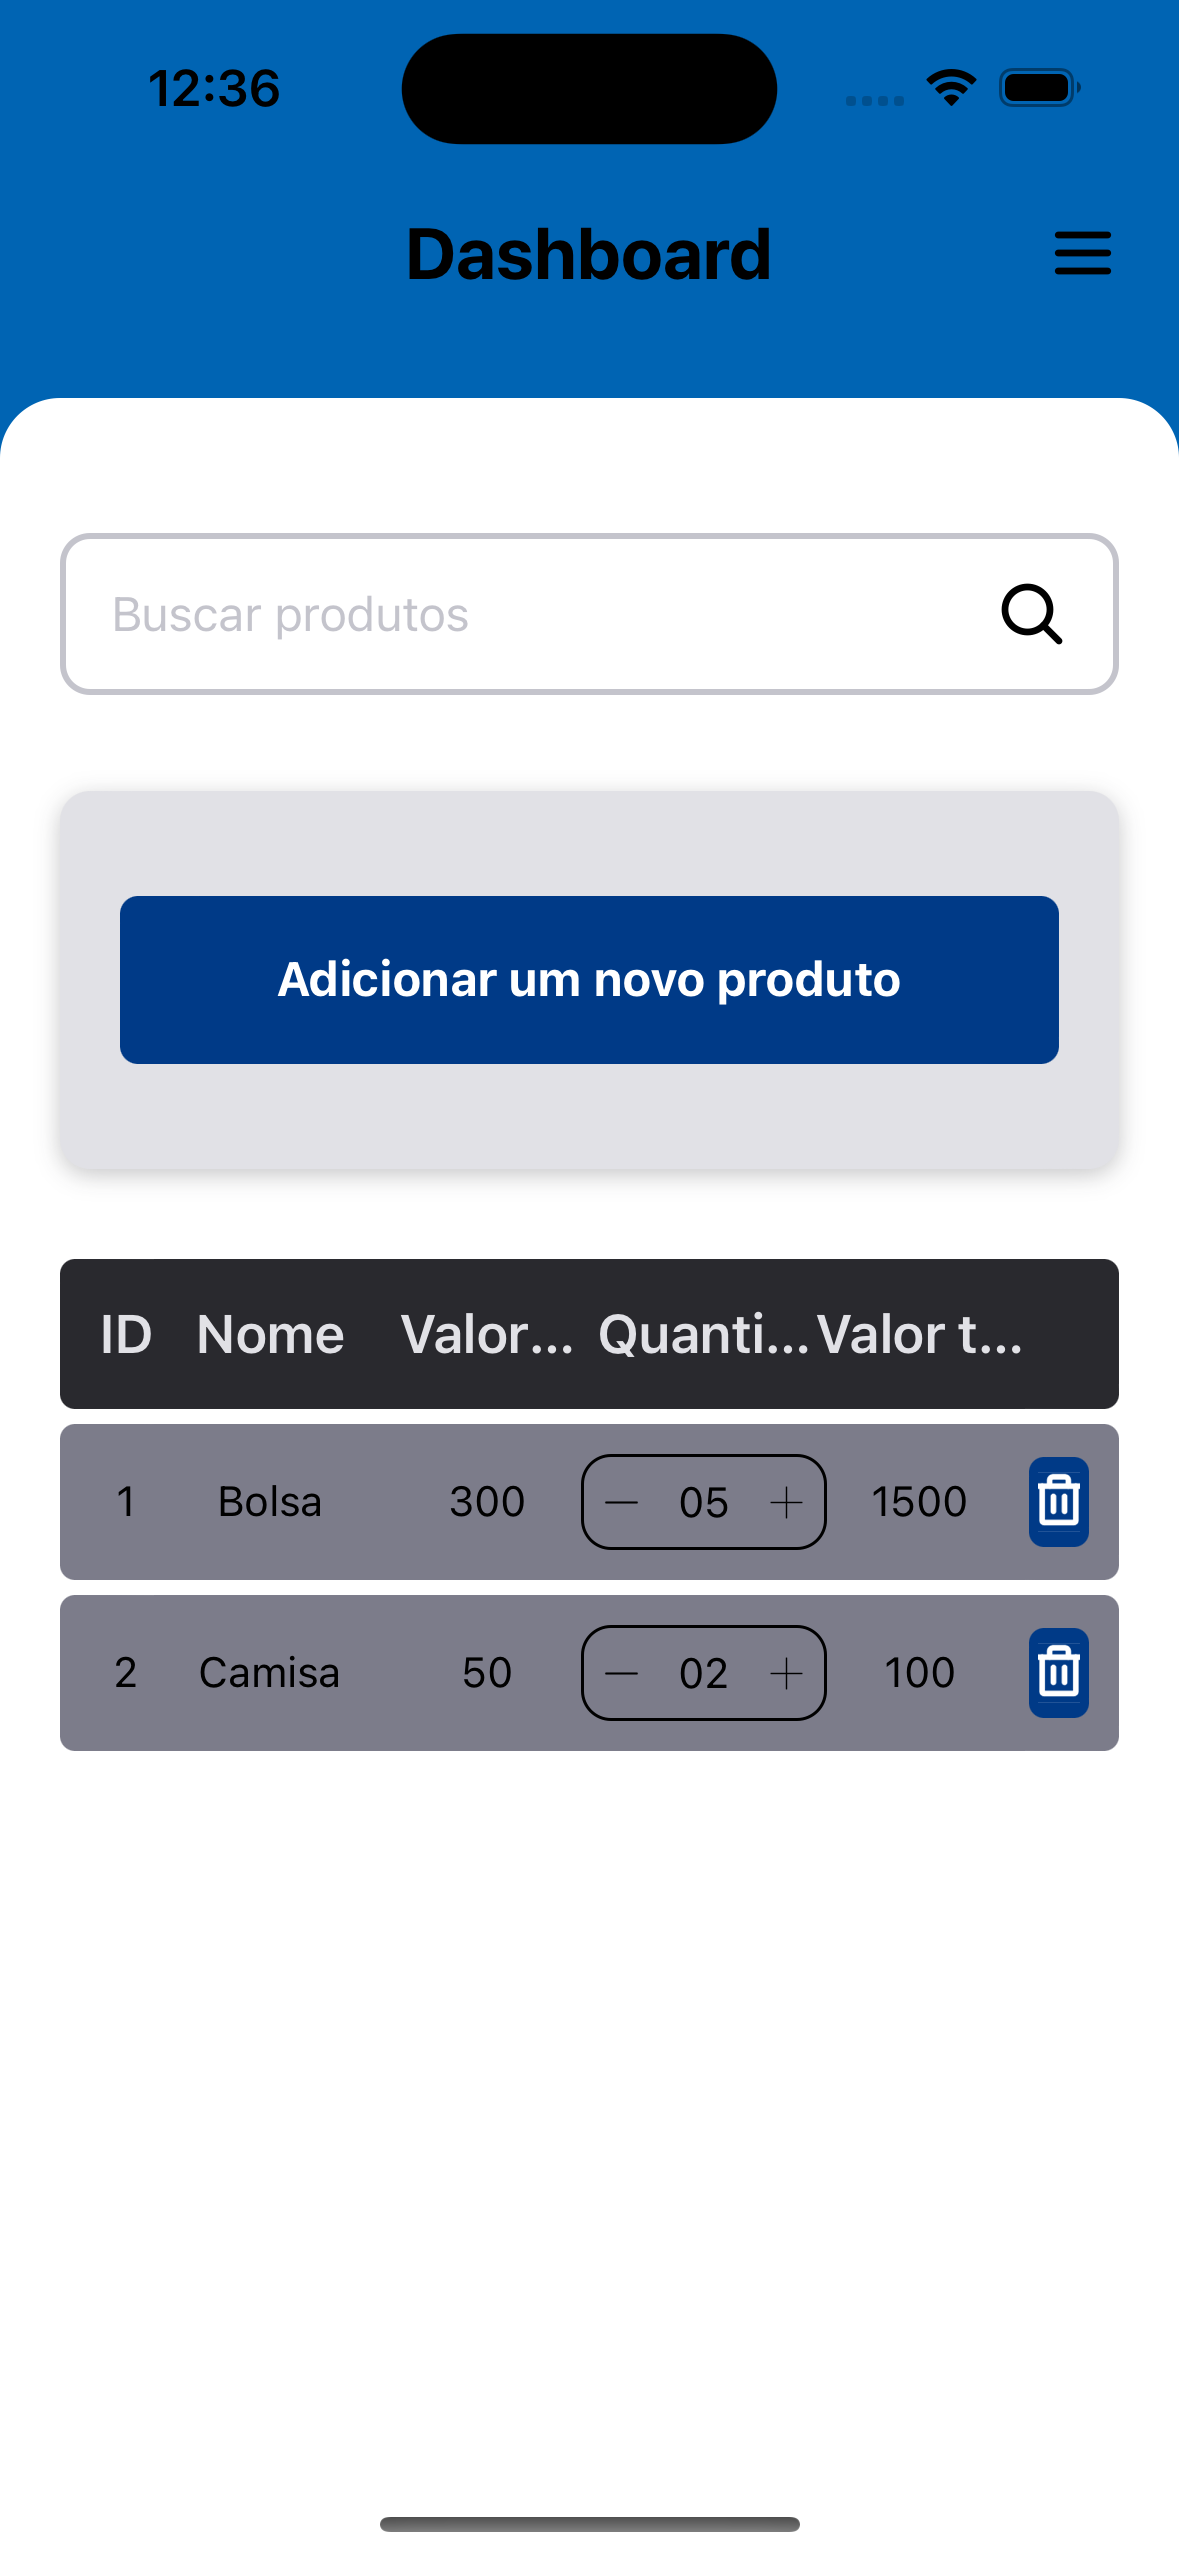 12:36
Dashboard
Buscar produtos
Adicionar um novo produto
ID Nome Valor... Quanti... Valor t...
1 Bolsa 300 — 05 + 1500
2 Camisa 50 — 02 + 100